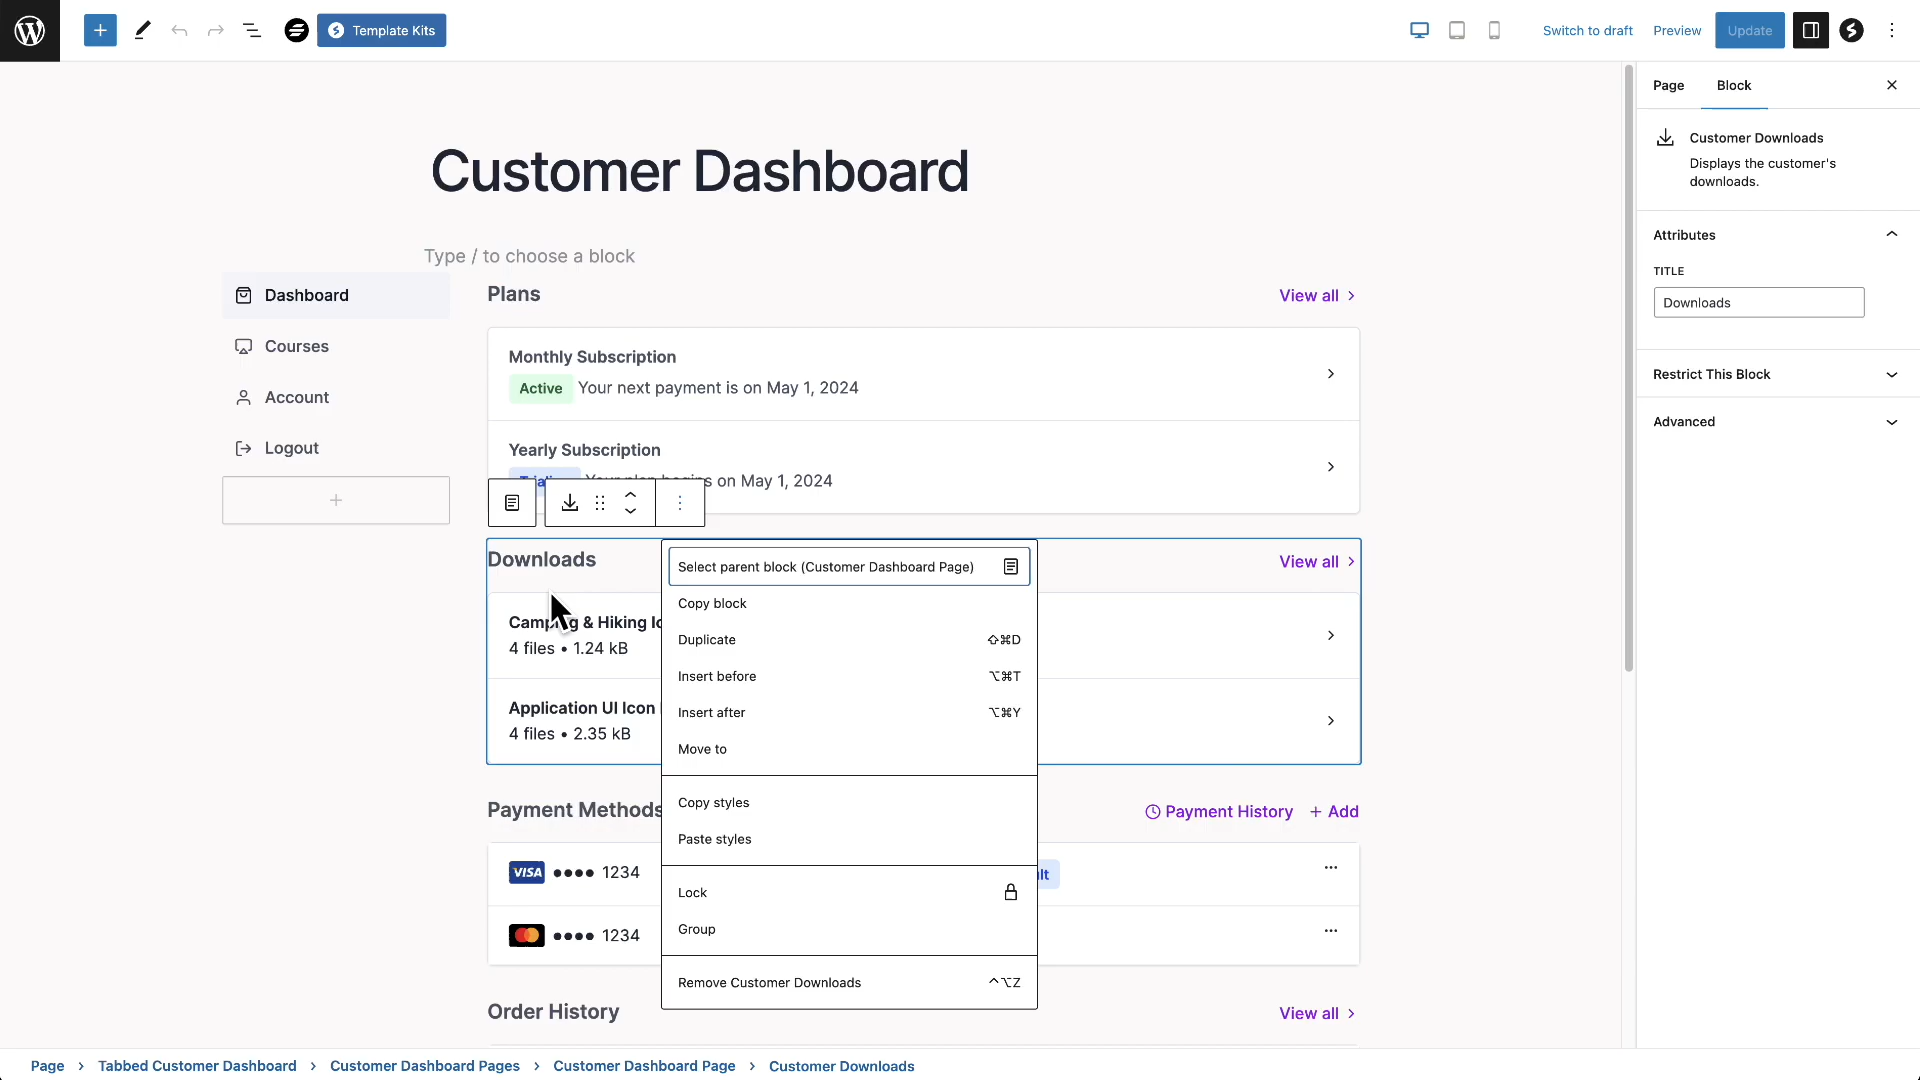 Template Kits
Switch to draft
Preview
Update
Page
Block
Customer Downloads
Displays the customer's
downloads.
Attributes
TITLE
Downloads
Restrict This Block
Advanced
Customer Dashboard
Type / to choose a block
Dashboard
Courses
Account
Logout
Plans
View all
Monthly Subscription
Active Your next payment is on May 1, 2024
Yearly Subscription
on May 1, 2024
Downloads
View all
& Hiking
4 files • 1.24 kB
Application UI Icon
4 files • 2.35 kB
Select parent block (Customer Dashboard Page)
Copy block
Duplicate ⇧⌘D
Insert before ⌥⌘T
Insert after ⌥⌘Y
Move to
Copy styles
Paste styles
Lock
Group
Remove Customer Downloads ^⌥Z
Payment Methods
Payment History + Add
VISA •••• 1234
•••• 1234
Order History
View all
Page > Tabbed Customer Dashboard > Customer Dashboard Pages > Customer Dashboard Page > Customer Downloads